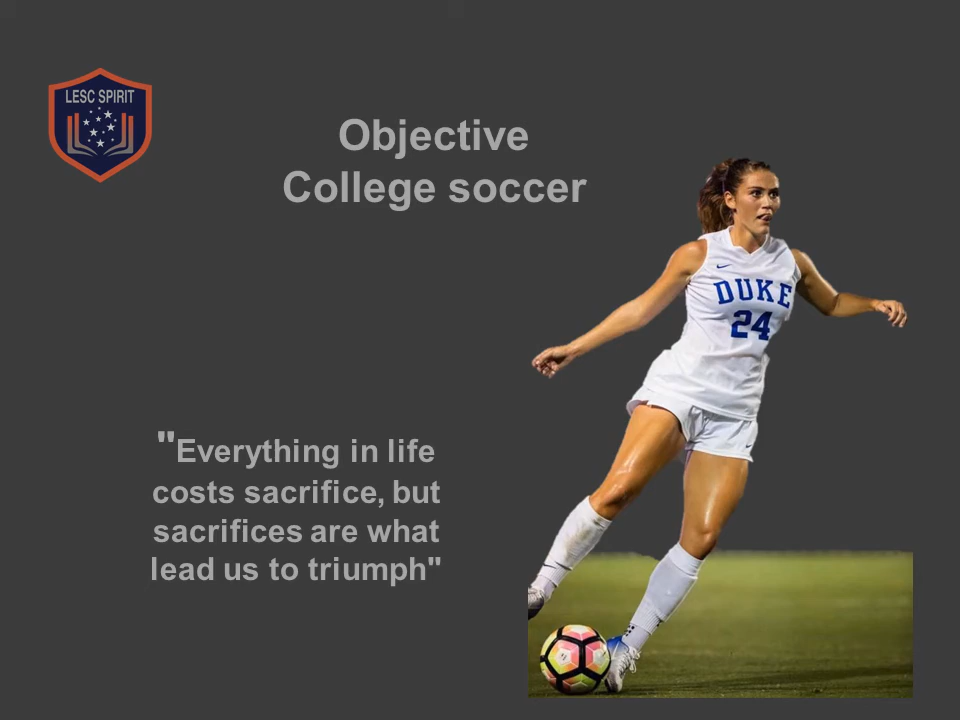 LESC SPIRIT
Objective
College soccer
DUKE
24
"Everything in life
costs sacrifice, but
sacrifices are what
lead us to triumph"